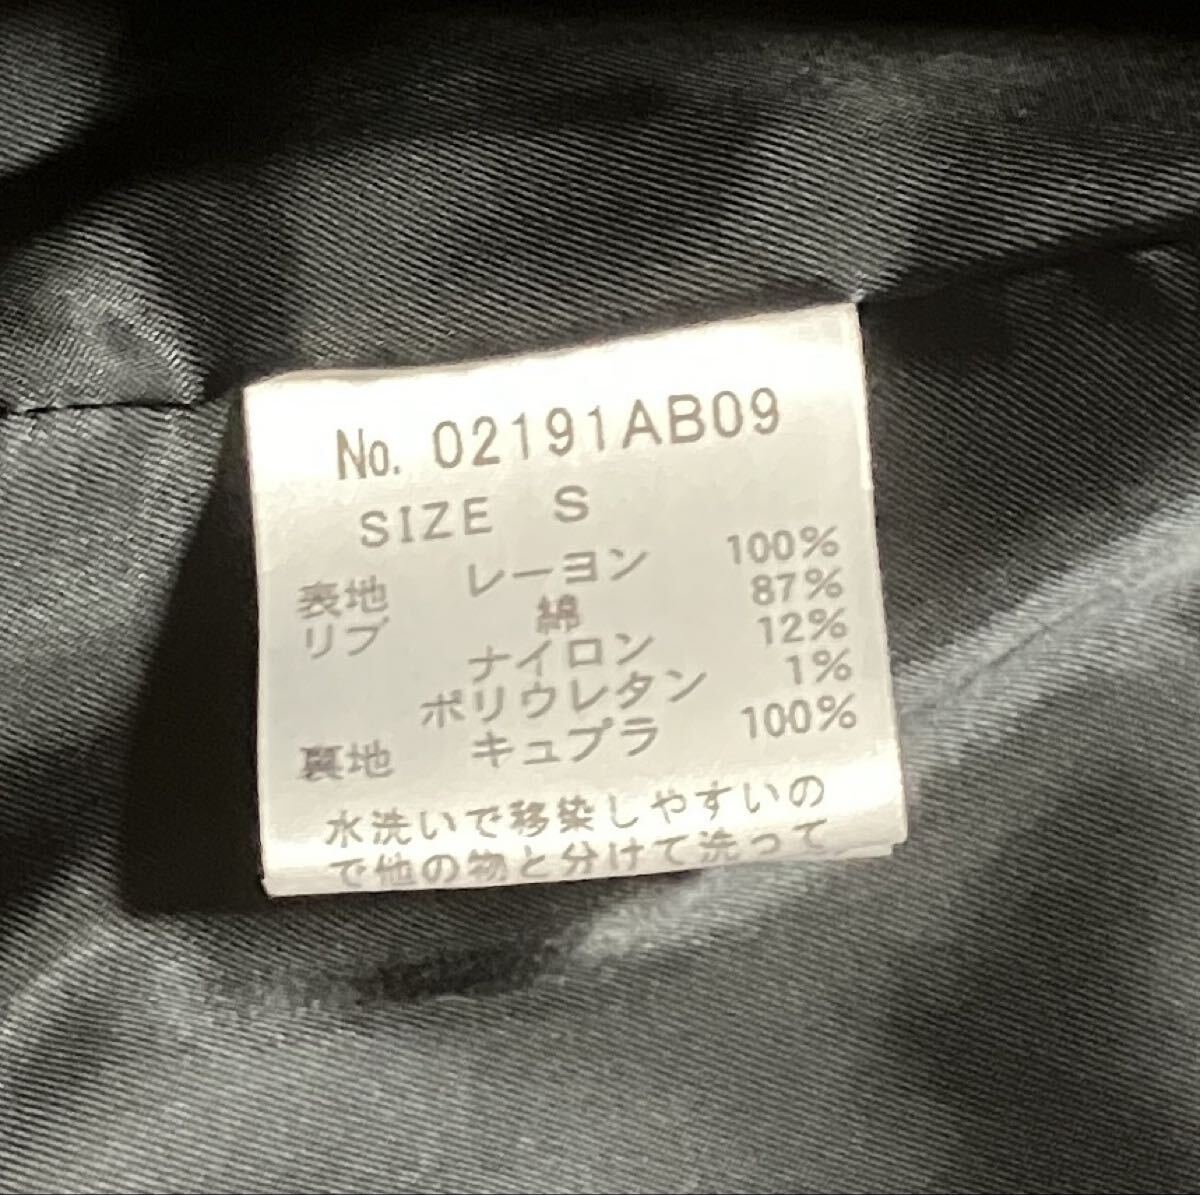 No. 02191AB09
SIZE S
表地 レーヨン 100%
リブ 綿 87%
ナイロン 12%
ポリウレタン 1%
裏地 キュプラ 100%
水洗いで移染しやすいの
で他の物と分けて洗って